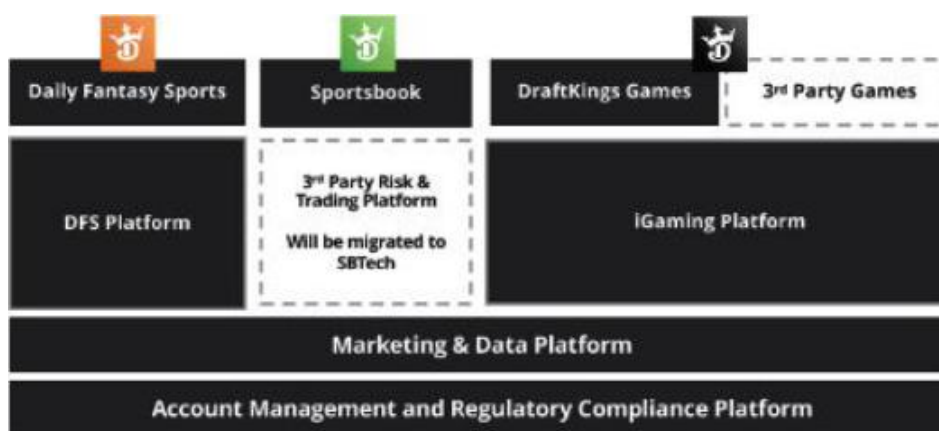 Daily Fantasy Sports
Sportsbook
DraftKings Games
3rd Party Games
DFS Platform
3rd Party Risk &
Trading Platform
Will be migrated to
SBTech
iGaming Platform
Marketing & Data Platform
Account Management and Regulatory Compliance Platform